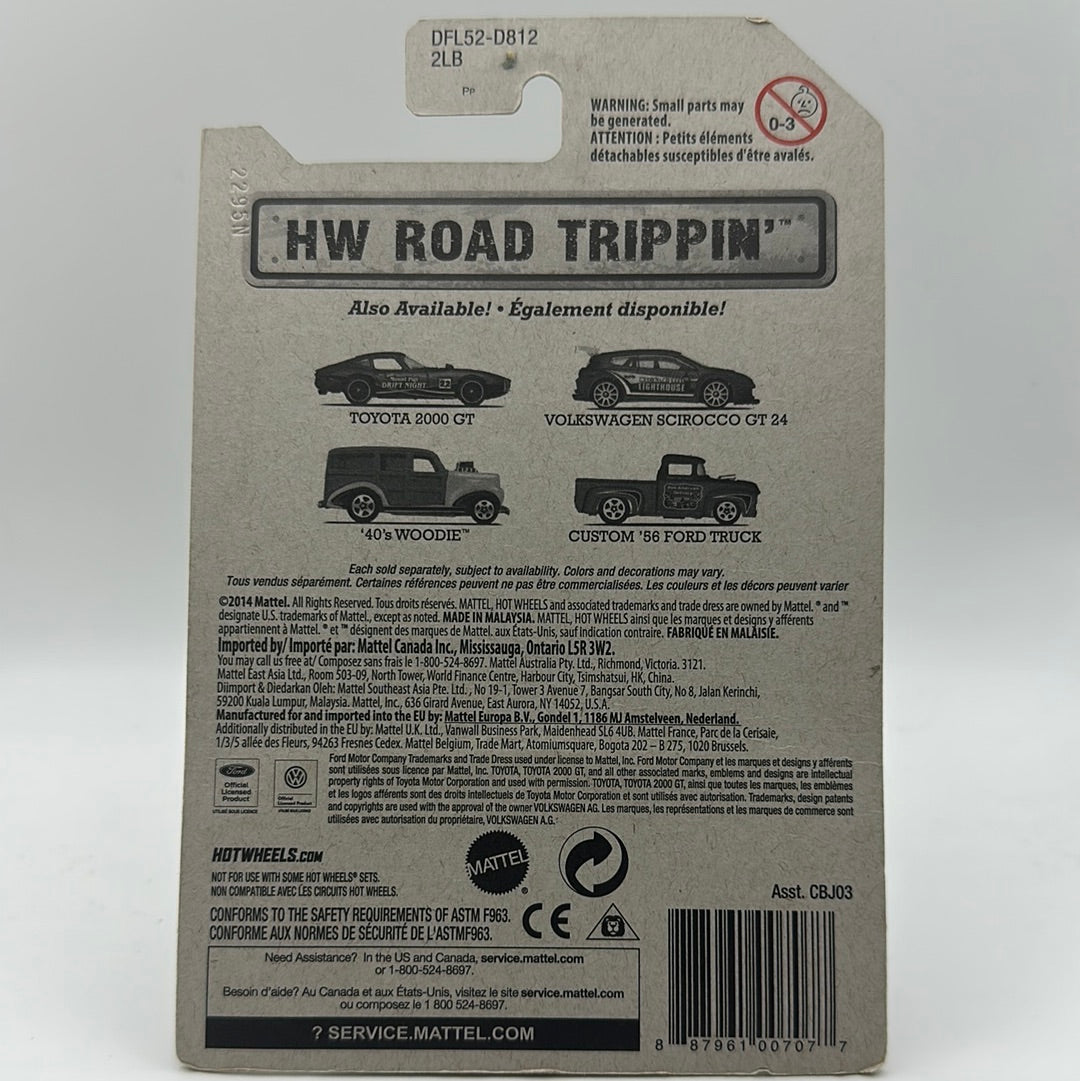 DFL52-D812
2LB
Pp
WARNING: Small parts may
be generated.
ATTENTION : Petits éléments
détachables susceptibles d'être avalés.
0-3
2295N
HW ROAD TRIPPIN'™
Also Available! • Également disponible!
DRIFT NIGHT
LIGHTHOUSE
TOYOTA 2000 GT
VOLKSWAGEN SCIROCCO GT 24
'40's WOODIE™
CUSTOM '56 FORD TRUCK
Each sold separately, subject to availability. Colors and decorations may vary.
Tous vendus séparément. Certaines références peuvent ne pas être commercialisées. Les couleurs et les décors peuvent varier
©2014 Mattel. All Rights Reserved. Tous droits réservés. MATTEL, HOT WHEELS and associated trademarks and trade dress are owned by Mattel. ® and ™
designate U.S. trademarks of Mattel., except as noted. MADE IN MALAYSIA. MATTEL, HOT WHEELS ainsi que les marques et designs y afférents
appartiennent à Mattel. ® et ™ désignent des marques de Mattel. aux États-Unis, sauf indication contraire. FABRIQUÉ EN MALAISIE.
Imported by/ Importé par: Mattel Canada Inc., Mississauga, Ontario L5R 3W2.
You may call us free at/ Composez sans frais le 1-800-524-8697. Mattel Australia Pty. Ltd., Richmond, Victoria. 3121.
Mattel East Asia Ltd., Room 503-09, North Tower, World Finance Centre, Harbour City, Tsimshatsui, HK, China.
Diimport & Diedarkan Oleh: Mattel Southeast Asia Pte. Ltd., No 19-1, Tower 3 Avenue 7, Bangsar South City, No 8, Jalan Kerinchi,
59200 Kuala Lumpur, Malaysia. Mattel, Inc., 636 Girard Avenue, East Aurora, NY 14052, U.S.A.
Manufactured for and imported into the EU by: Mattel Europa B.V., Gondel 1, 1186 MJ Amstelveen, Nederland.
Additionally distributed in the EU by: Mattel U.K. Ltd., Vanwall Business Park, Maidenhead SL6 4UB. Mattel France, Parc de la Cerisaie,
1/3/5 allée des Fleurs, 94263 Fresnes Cedex. Mattel Belgium, Trade Mart, Atomiumsquare, Bogota 202 – B 275, 1020 Brussels.
Ford Motor Company Trademarks and Trade Dress used under license to Mattel, Inc. Ford Motor Company et les marques et designs y afférents
sont utilisées sous licence par Mattel, Inc. TOYOTA, TOYOTA 2000 GT, and all other associated marks, emblems and designs are intellectual
property rights of Toyota Motor Corporation and used with permission. TOYOTA, TOYOTA 2000 GT, ainsi que toutes les marques, les emblèmes
et les logos afférents sont des droits intellectuels de Toyota Motor Corporation et sont utilisés avec autorisation. Trademarks, design patents
and copyrights are used with the approval of the owner VOLKSWAGEN AG. Les marques, les représentations et les marques de commerce sont
utilisées avec autorisation du propriétaire, VOLKSWAGEN A.G.
Ford
Official
Licensed
Product
UTILISÉ SOUS LICENCE
Official
Licensed Product
HOTWHEELS.COM
NOT FOR USE WITH SOME HOT WHEELS® SETS.
NON COMPATIBLE AVEC LES CIRCUITS HOT WHEELS.
MATTEL®
Asst. CBJ03
CONFORMS TO THE SAFETY REQUIREMENTS OF ASTM F963.
CONFORME AUX NORMES DE SÉCURITÉ DE L'ASTMF963.
CE
Need Assistance? In the US and Canada, service.mattel.com
or 1-800-524-8697.
Besoin d'aide? Au Canada et aux États-Unis, visitez le site service.mattel.com
ou composez le 1 800 524-8697.
? SERVICE.MATTEL.COM
8 87961 00707 7